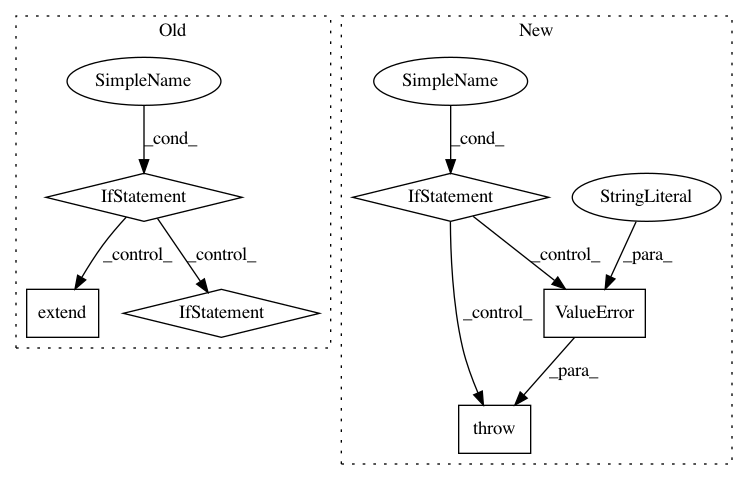 Old
New
SimpleName
SimpleName
_cond_
_cond_
IfStatement
IfStatement
StringLiteral
_control_
_control_
_control_
_para_
extend
IfStatement
_control_
ValueError
_para_
throw